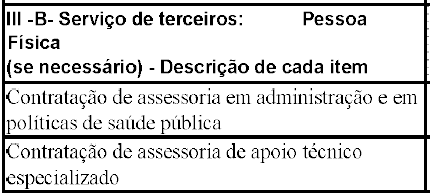 III -B- Serviço de terceiros: Pessoa
Física
(se necessário) - Descrição de cada item
Contratação de assessoria em administração e em
políticas de saúde pública
Contratação de assessoria de apoio técnico
especializado